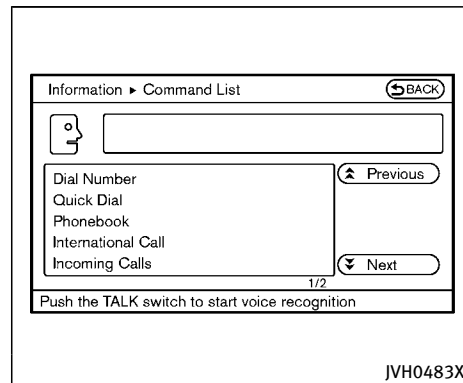 Information ▸ Command List
BACK
Dial Number
Previous
Quick Dial
Phonebook
International Call
Incoming Calls
Next
1/2
Push the TALK switch to start voice recognition
JVH0483X